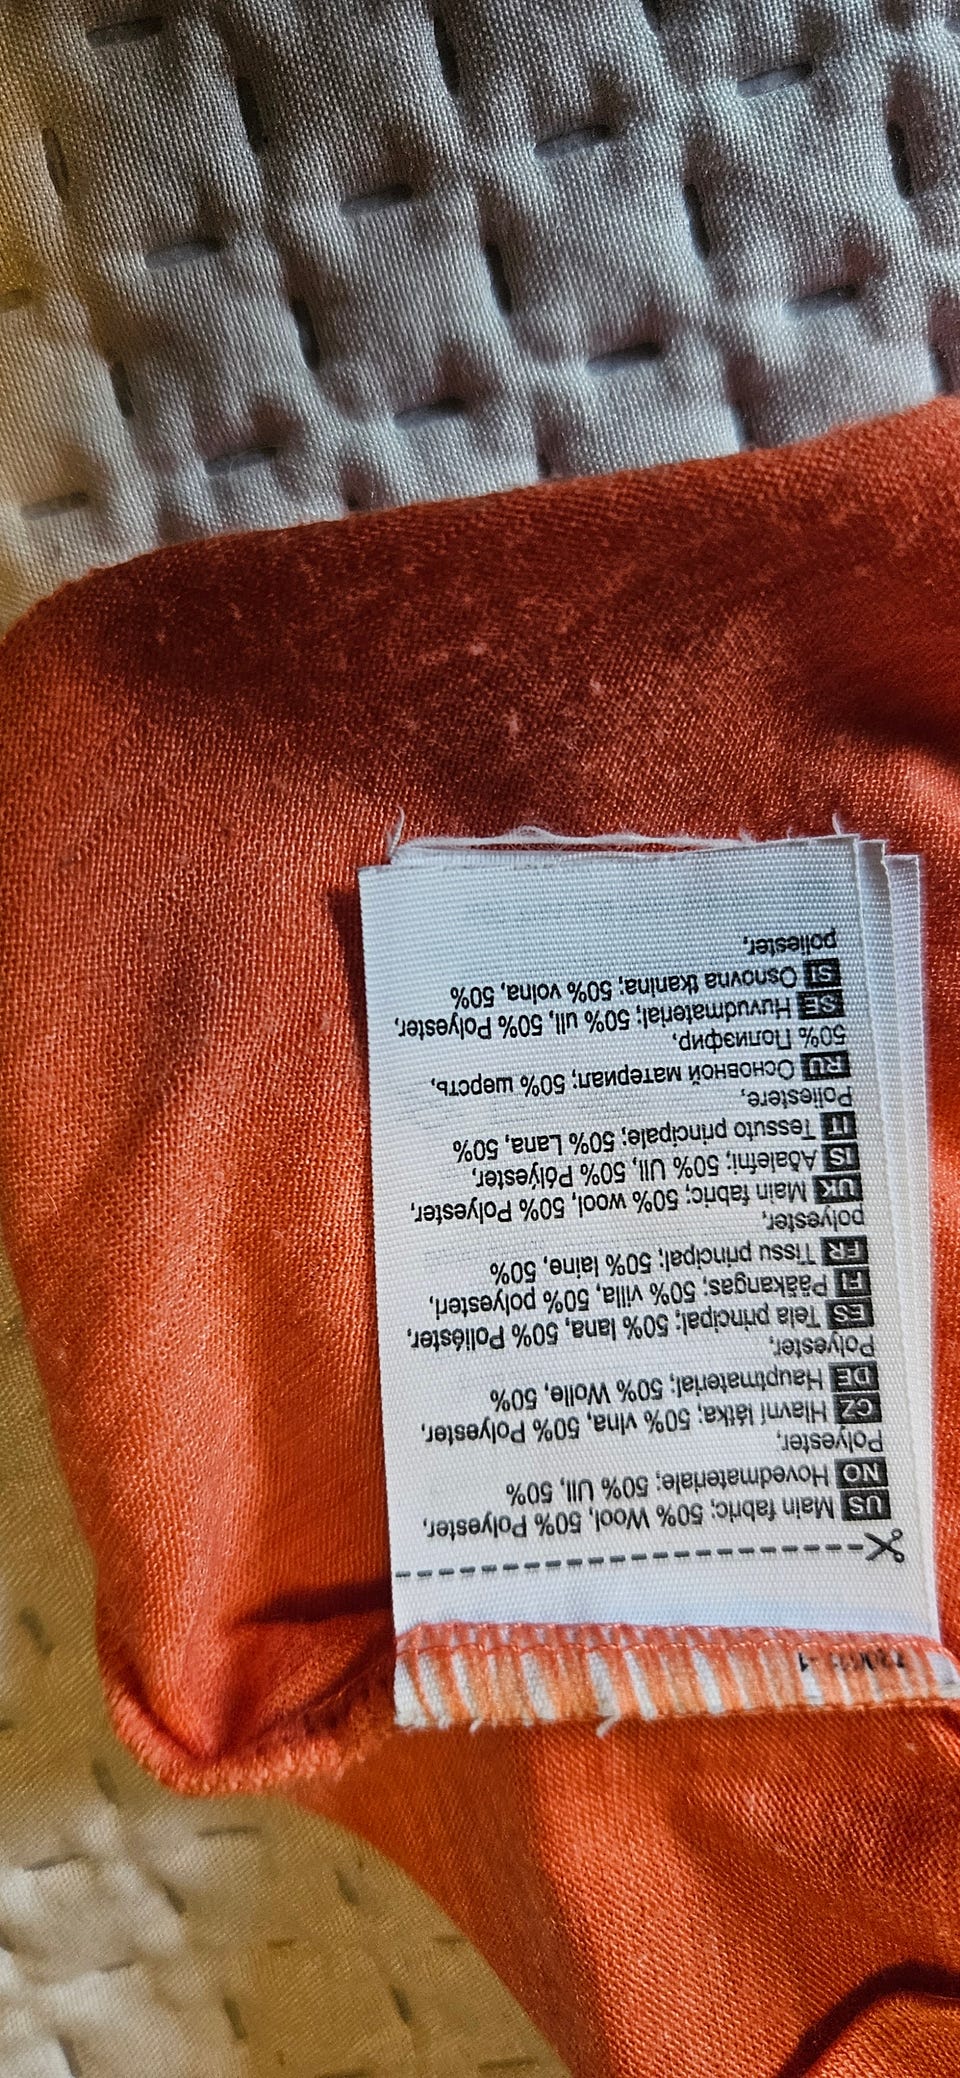 US Main fabric; 50% Wool, 50% Polyester,
NO Hovedmateriale; 50% Ull, 50%
Polyester,
CZ Hlavní látka; 50% vlna, 50% Polyester,
DE Hauptmaterial; 50% Wolle, 50%
Polyester,
ES Tela principal; 50% lana, 50% Poliéster,
FI Pääkangas; 50% villa, 50% polyesteri,
FR Tissu principal; 50% laine, 50%
polyester,
UK Main fabric; 50% wool, 50% Polyester,
IS Aðalefni; 50% Ull, 50% Pólýester,
IT Tessuto principale; 50% Lana, 50%
Poliestere,
RU Основной материал; 50% шерсть,
50% Полиэфир,
SE Huvudmaterial; 50% ull, 50% Polyester,
SI Osnovna tkanina; 50% volna, 50%
poliester,